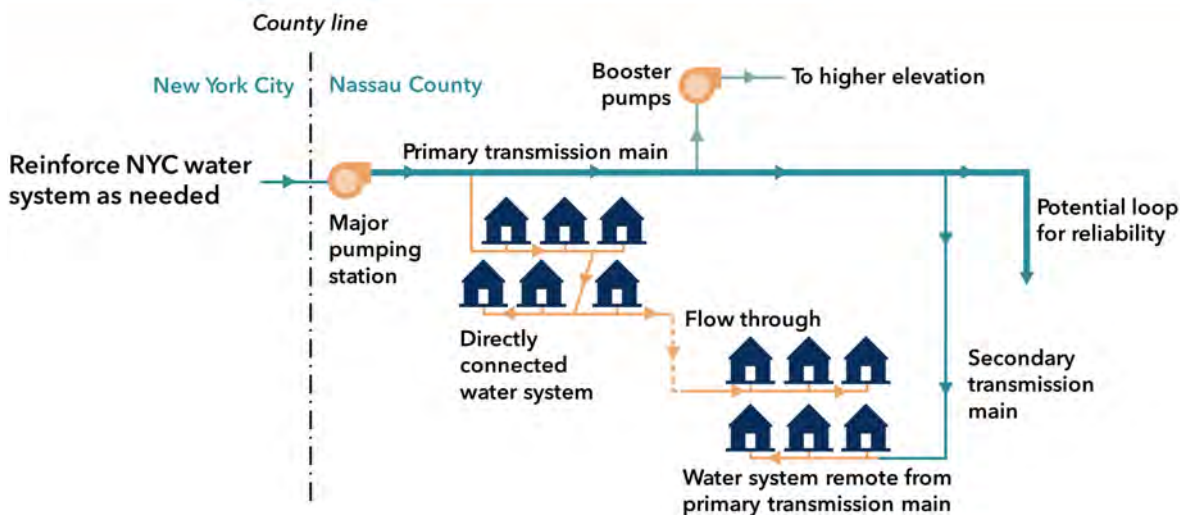 County line
New York City
Nassau County
Booster
pumps
To higher elevation
Reinforce NYC water
system as needed
Primary transmission main
Major
pumping
station
Potential loop
for reliability
Directly
connected
water system
Flow through
Secondary
transmission
main
Water system remote from
primary transmission main